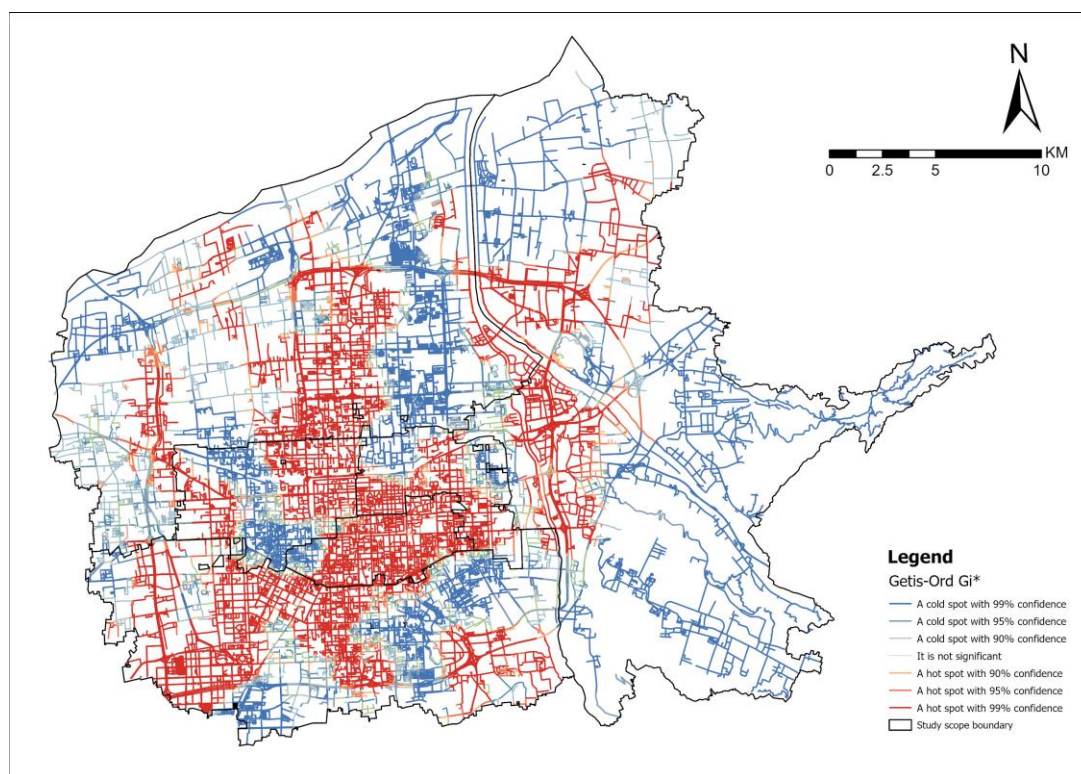 N
KM
0 2.5 5 10
Legend
Getis-Ord Gi*
A cold spot with 99% confidence
A cold spot with 95% confidence
A cold spot with 90% confidence
It is not significant
A hot spot with 90% confidence
A hot spot with 95% confidence
A hot spot with 99% confidence
Study scope boundary